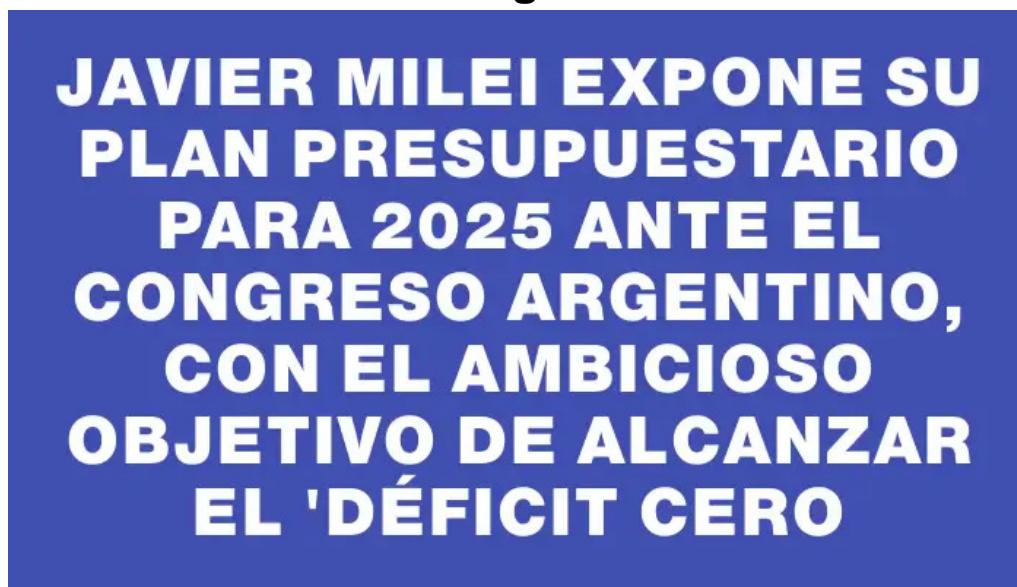 JAVIER MILEI EXPONE SU
PLAN PRESUPUESTARIO
PARA 2025 ANTE EL
CONGRESO ARGENTINO,
CON EL AMBICIOSO
OBJETIVO DE ALCANZAR
EL 'DÉFICIT CERO